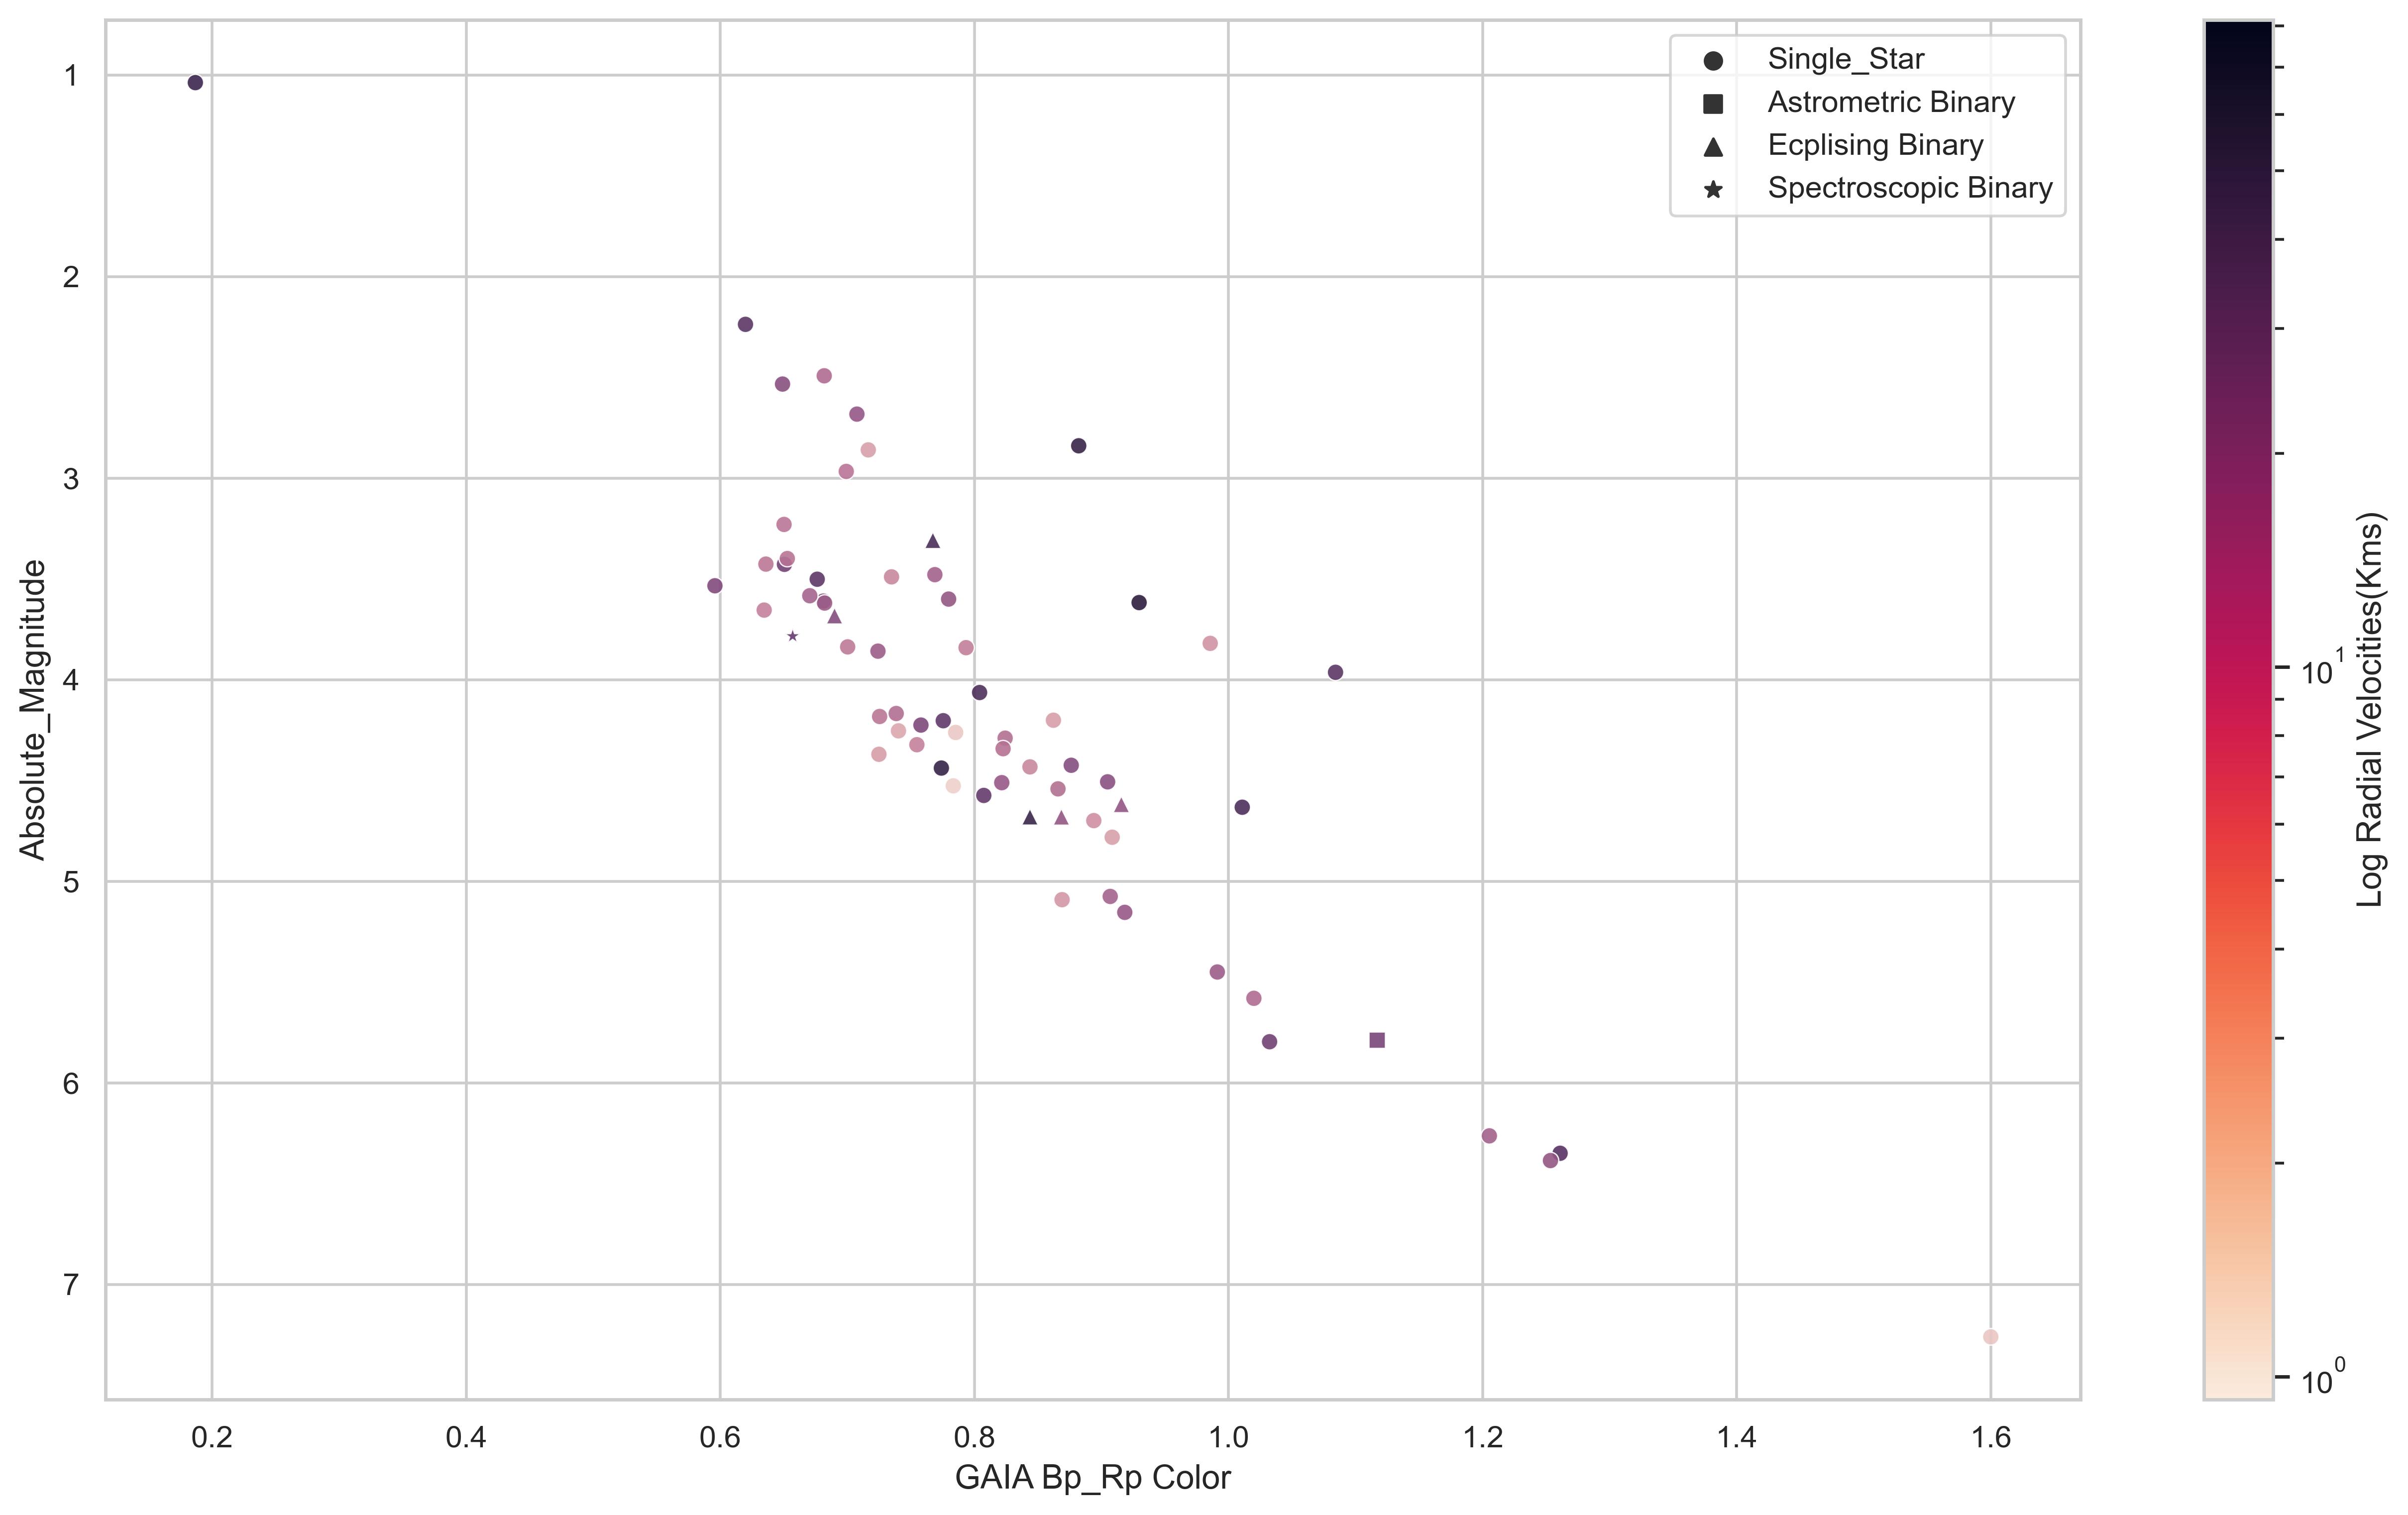 Single_Star
Astrometric Binary
Ecplising Binary
Spectroscopic Binary
1
2
3
4
5
6
7
Absolute_Magnitude
0.2 0.4 0.6 0.8 1.0 1.2 1.4 1.6
GAIA Bp_Rp Color
10^1
10^0
Log Radial Velocities(Kms)